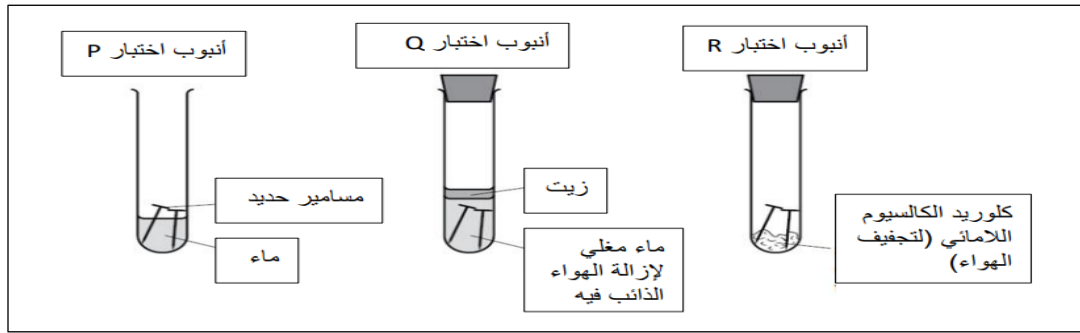 أنبوب اختبار P
أنبوب اختبار Q
أنبوب اختبار R
مسامير حديد
ماء
زيت
ماء مغلي
لإزالة الهواء
الذائب فيه
كلوريد الكالسيوم
اللامائي (لتجفيف
الهواء)